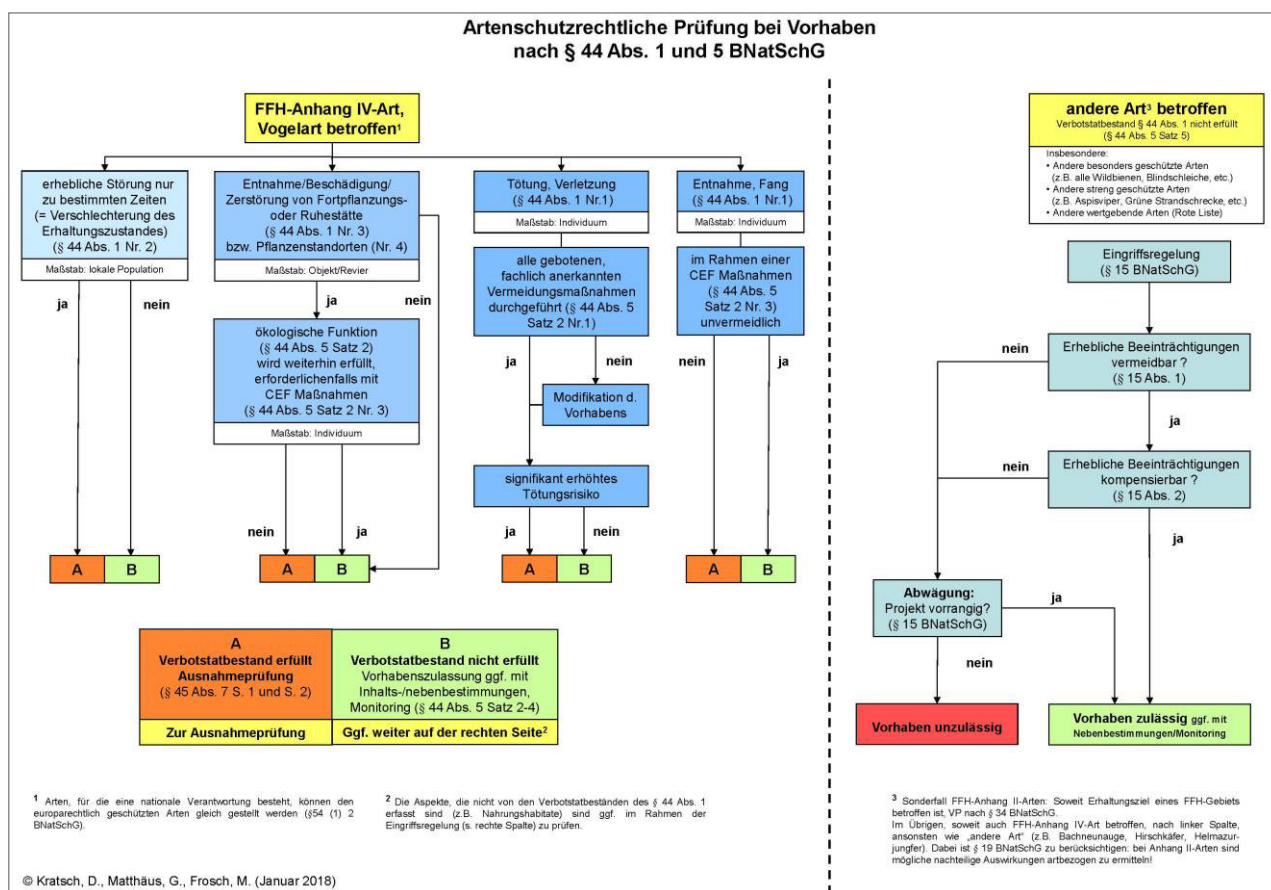 Artenschutzrechtliche Prüfung bei Vorhaben
nach § 44 Abs. 1 und 5 BNatSchG
FFH-Anhang IV-Art,
Vogelart betroffen¹
erhebliche Störung nur
zu bestimmten Zeiten
(= Verschlechterung des
Erhaltungszustandes)
(§ 44 Abs. 1 Nr. 2)
Maßstab: lokale Population
ja
nein
Entnahme/Beschädigung/
Zerstörung von Fortpflanzungs-
oder Ruhestätte
(§ 44 Abs. 1 Nr. 3)
bzw. Pflanzenstandorten (Nr. 4)
Maßstab: Objekt/Revier
ja
nein
ökologische Funktion
(§ 44 Abs. 5 Satz 2)
wird weiterhin erfüllt,
erforderlichenfalls mit
CEF Maßnahmen
(§ 44 Abs. 5 Satz 2 Nr. 3)
Maßstab: Individuum
nein
ja
Tötung, Verletzung
(§ 44 Abs. 1 Nr.1)
Maßstab: Individuum
alle gebotenen,
fachlich anerkannten
Vermeidungsmaßnahmen
durchgeführt (§ 44 Abs. 5
Satz 2 Nr.1)
ja
nein
Modifikation d.
Vorhabens
signifikant erhöhtes
Tötungsrisiko
ja
nein
Entnahme, Fang
(§ 44 Abs. 1 Nr.1)
Maßstab: Individuum
im Rahmen einer
CEF Maßnahmen
(§ 44 Abs. 5
Satz 2 Nr. 3)
unvermeidlich
nein
ja
A B
A B
A B
A B
A
Verbotstatbestand erfüllt
Ausnahmeprüfung
(§ 45 Abs. 7 S. 1 und S. 2)
Zur Ausnahmeprüfung
B
Verbotstatbestand nicht erfüllt
Vorhabenszulassung ggf. mit
Inhalts-/nebenbestimmungen,
Monitoring (§ 44 Abs. 5 Satz 2-4)
Ggf. weiter auf der rechten Seite²
andere Art³ betroffen
Verbotstatbestand § 44 Abs. 1 nicht erfüllt
(§ 44 Abs. 5 Satz 5)
Insbesondere:
• Andere besonders geschützte Arten
(z.B. alle Wildbienen, Blindschleiche, etc.)
• Andere streng geschützte Arten
(z.B. Aspisviper, Grüne Strandschrecke, etc.)
• Andere wertgebende Arten (Rote Liste)
Eingriffsregelung
(§ 15 BNatSchG)
nein
Erhebliche Beeinträchtigungen
vermeidbar ?
(§ 15 Abs. 1)
ja
nein
Erhebliche Beeinträchtigungen
kompensierbar ?
(§ 15 Abs. 2)
ja
Abwägung:
Projekt vorrangig?
(§ 15 BNatSchG)
ja
nein
Vorhaben unzulässig
Vorhaben zulässig ggf. mit
Nebenbestimmungen/Monitoring
¹ Arten, für die eine nationale Verantwortung besteht, können den
europarechtlich geschützten Arten gleich gestellt werden (§54 (1) 2
BNatSchG).
² Die Aspekte, die nicht von den Verbotstatbeständen des § 44 Abs. 1
erfasst sind (z.B. Nahrungshabitate) sind ggf. im Rahmen der
Eingriffsregelung (s. rechte Spalte) zu prüfen.
³ Sonderfall FFH-Anhang II-Arten: Soweit Erhaltungsziel eines FFH-Gebiets
betroffen ist, VP nach § 34 BNatSchG.
Im Übrigen, soweit auch FFH-Anhang IV-Art betroffen, nach linker Spalte,
ansonsten wie „andere Art“ (z.B. Bachneunauge, Hirschkäfer, Helmazur-
jungfer). Dabei ist § 19 BNatSchG zu berücksichtigen: bei Anhang II-Arten sind
mögliche nachteilige Auswirkungen artbezogen zu ermitteln!
© Kratsch, D., Matthäus, G., Frosch, M. (Januar 2018)